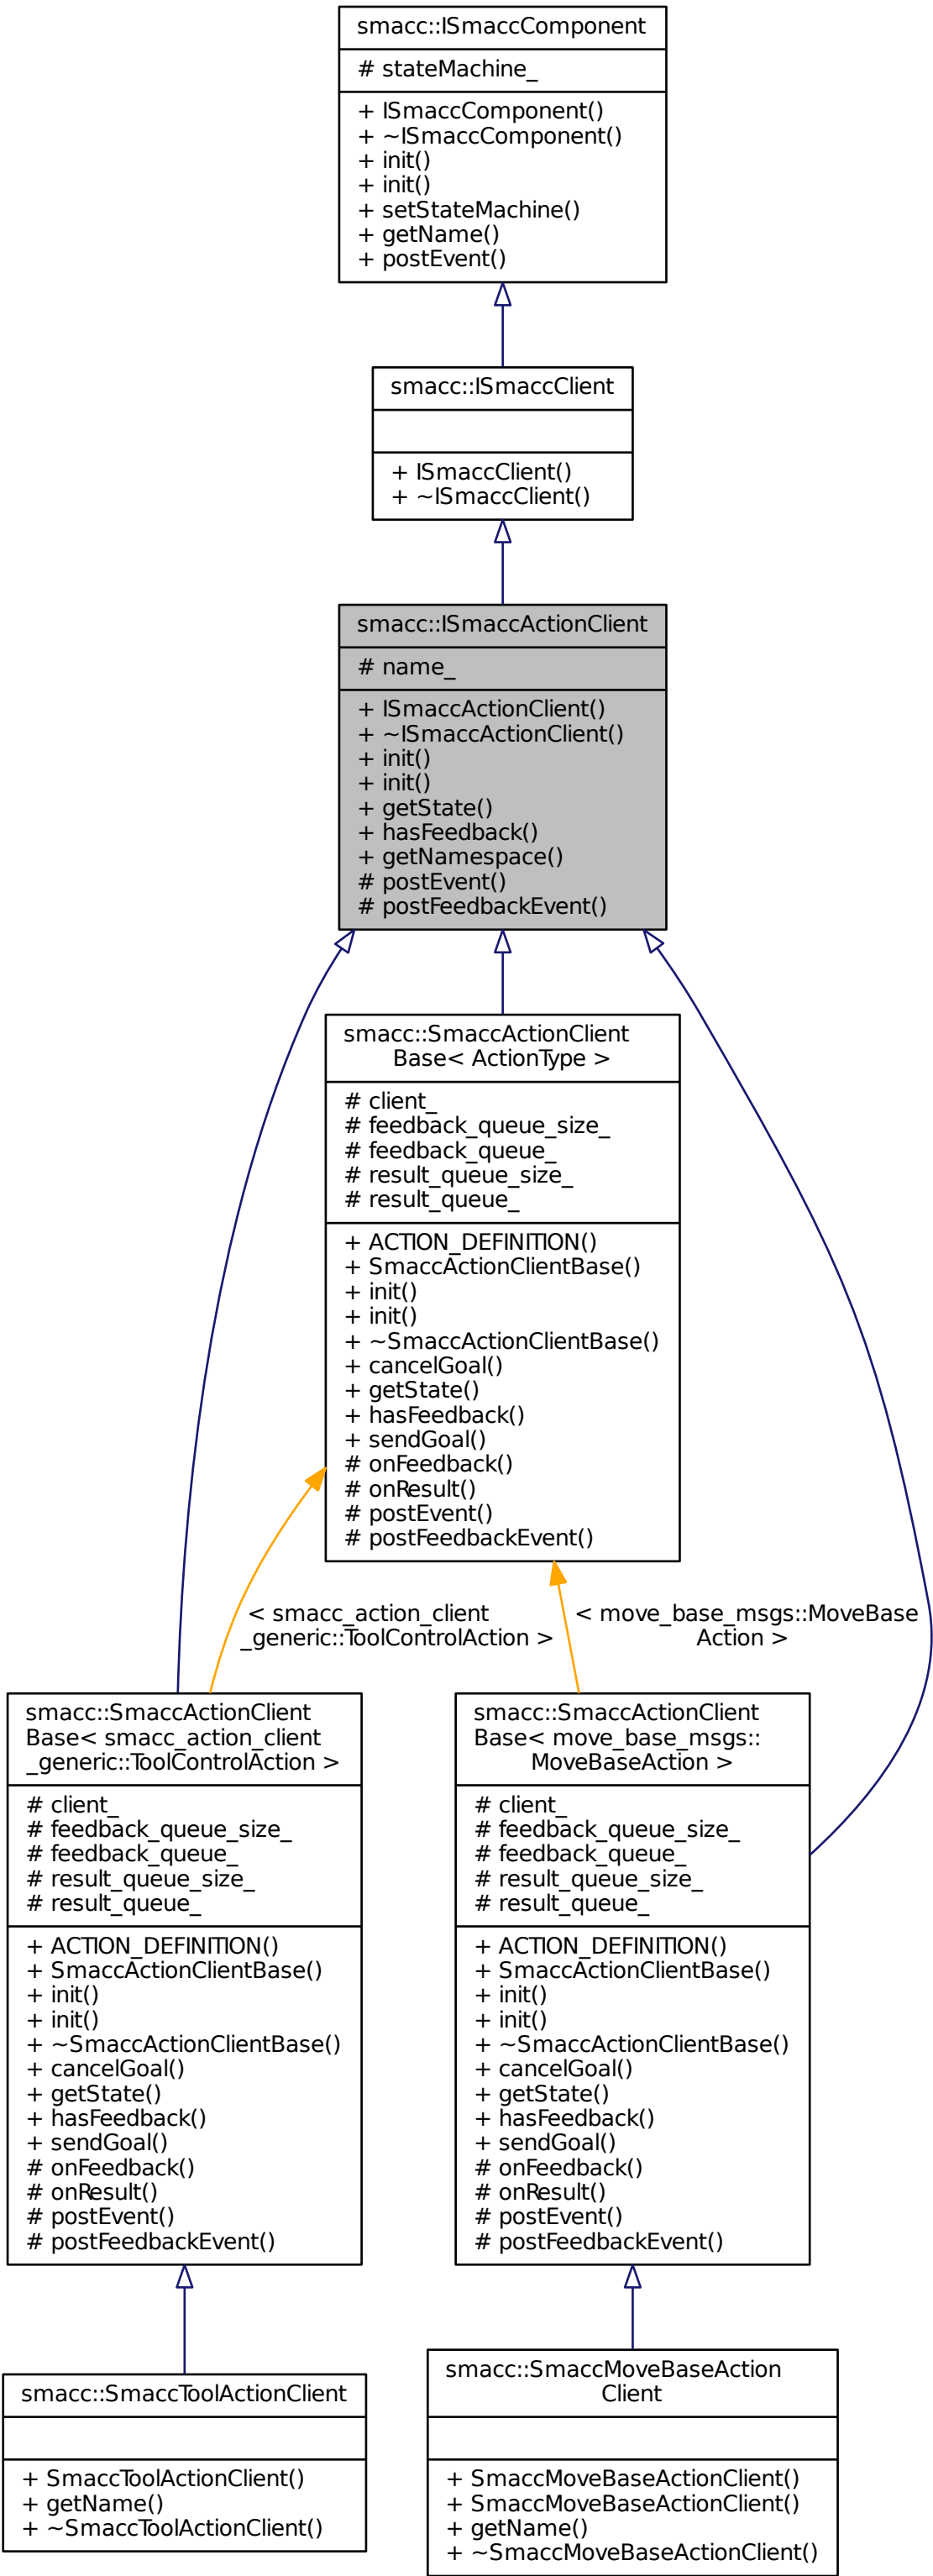 smacc::ISmaccComponent
# stateMachine_
+ ISmaccComponent()
+ ~ISmaccComponent()
+ init()
+ init()
+ setStateMachine()
+ getName()
+ postEvent()
smacc::ISmaccClient
+ ISmaccClient()
+ ~ISmaccClient()
smacc::ISmaccActionClient
# name_
+ ISmaccActionClient()
+ ~ISmaccActionClient()
+ init()
+ init()
+ getState()
+ hasFeedback()
+ getNamespace()
# postEvent()
# postFeedbackEvent()
smacc::SmaccActionClient
Base< ActionType >
# client_
# feedback_queue_size_
# feedback_queue_
# result_queue_size_
# result_queue_
+ ACTION_DEFINITION()
+ SmaccActionClientBase()
+ init()
+ init()
+ ~SmaccActionClientBase()
+ cancelGoal()
+ getState()
+ hasFeedback()
+ sendGoal()
# onFeedback()
# onResult()
# postEvent()
# postFeedbackEvent()
< smacc_action_client
_generic::ToolControlAction >
< move_base_msgs::MoveBase
Action >
smacc::SmaccActionClient
Base< smacc_action_client
_generic::ToolControlAction >
# client_
# feedback_queue_size_
# feedback_queue_
# result_queue_size_
# result_queue_
+ ACTION_DEFINITION()
+ SmaccActionClientBase()
+ init()
+ init()
+ ~SmaccActionClientBase()
+ cancelGoal()
+ getState()
+ hasFeedback()
+ sendGoal()
# onFeedback()
# onResult()
# postEvent()
# postFeedbackEvent()
smacc::SmaccActionClient
Base< move_base_msgs::
MoveBaseAction >
# client_
# feedback_queue_size_
# feedback_queue_
# result_queue_size_
# result_queue_
+ ACTION_DEFINITION()
+ SmaccActionClientBase()
+ init()
+ init()
+ ~SmaccActionClientBase()
+ cancelGoal()
+ getState()
+ hasFeedback()
+ sendGoal()
# onFeedback()
# onResult()
# postEvent()
# postFeedbackEvent()
smacc::SmaccToolActionClient
+ SmaccToolActionClient()
+ getName()
+ ~SmaccToolActionClient()
smacc::SmaccMoveBaseAction
Client
+ SmaccMoveBaseActionClient()
+ SmaccMoveBaseActionClient()
+ getName()
+ ~SmaccMoveBaseActionClient()